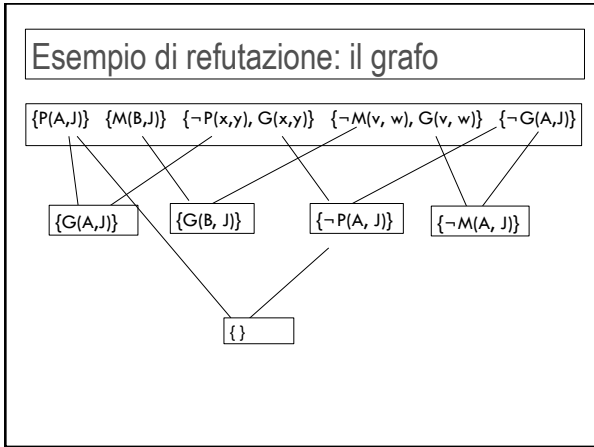 Esempio di refutazione: il grafo
{P(A,J)} {M(B,J)} {¬P(x,y), G(x,y)} {¬M(v, w), G(v, w)} {¬G(A,J)}
{G(A,J)} {G(B, J)} {¬P(A, J)} {¬M(A, J)}
{ }